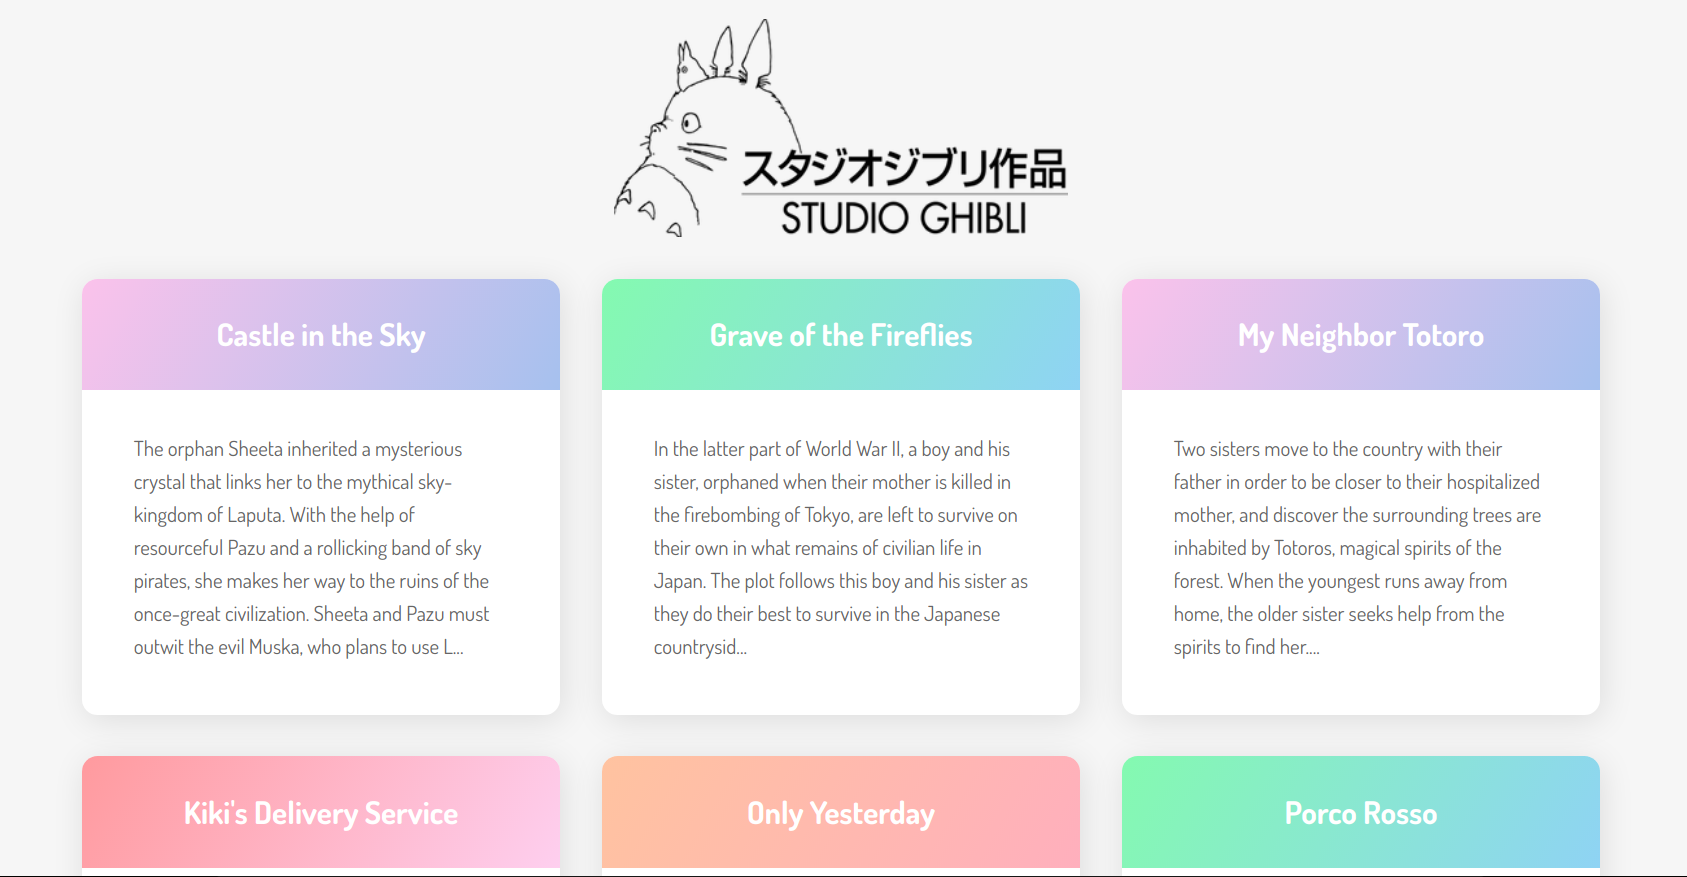 スタジオジブリ作品
STUDIO GHIBLI
Castle in the Sky
The orphan Sheeta inherited a mysterious
crystal that links her to the mythical sky-
kingdom of Laputa. With the help of
resourceful Pazu and a rollicking band of sky
pirates, she makes her way to the ruins of the
once-great civilization. Sheeta and Pazu must
outwit the evil Muska, who plans to use L...
Grave of the Fireflies
In the latter part of World War II, a boy and his
sister, orphaned when their mother is killed in
the firebombing of Tokyo, are left to survive on
their own in what remains of civilian life in
Japan. The plot follows this boy and his sister as
they do their best to survive in the Japanese
countrysid...
My Neighbor Totoro
Two sisters move to the country with their
father in order to be closer to their hospitalized
mother, and discover the surrounding trees are
inhabited by Totoros, magical spirits of the
forest. When the youngest runs away from
home, the older sister seeks help from the
spirits to find her....
Kiki's Delivery Service
Only Yesterday
Porco Rosso